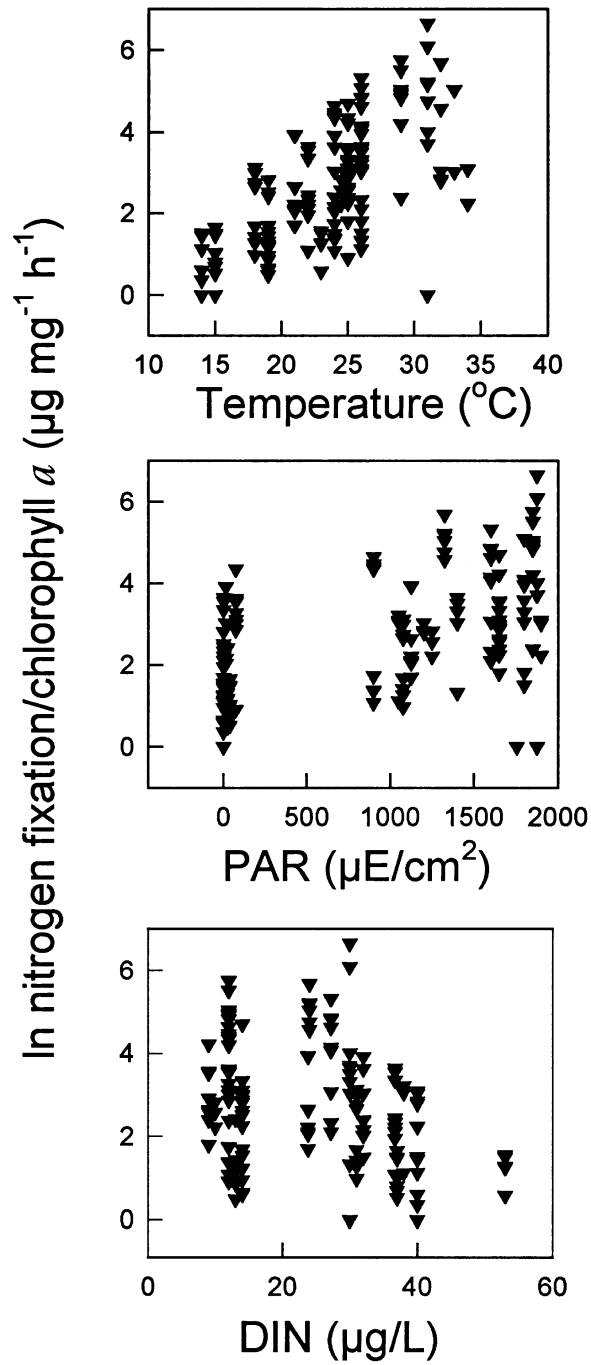 ln nitrogen fixation/chlorophyll a (µg mg⁻¹ h⁻¹)
6
4
2
0
10 15 20 25 30 35 40
Temperature (°C)
6
4
2
0
0 500 1000 1500 2000
PAR (µE/cm²)
6
4
2
0
0 20 40 60
DIN (µg/L)